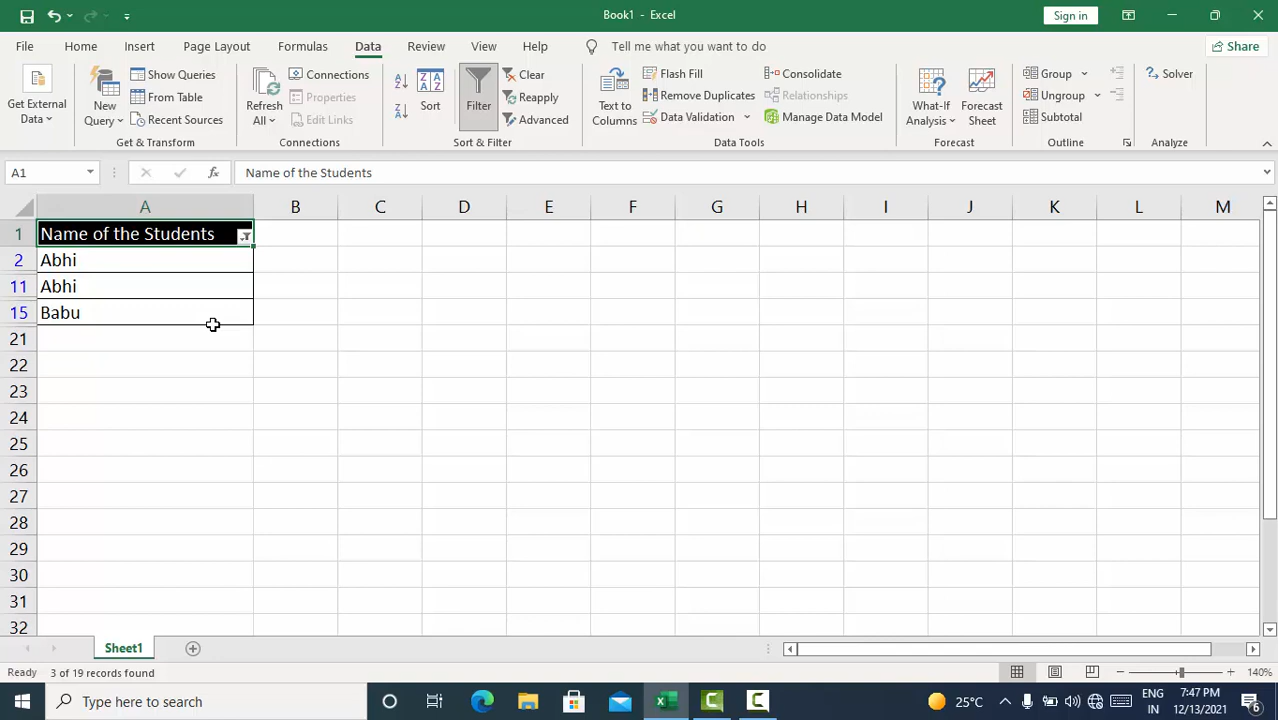 Book1 - Excel
Sign in
File Home Insert Page Layout Formulas Data Review View Help Tell me what you want to do Share
Get External Data
New Query
Show Queries
From Table
Recent Sources
Get & Transform
Refresh All
Connections
Properties
Edit Links
Connections
Sort
Filter
Clear
Reapply
Advanced
Sort & Filter
Text to Columns
Flash Fill
Remove Duplicates
Data Validation
Consolidate
Relationships
Manage Data Model
Data Tools
What-If Analysis
Forecast Sheet
Forecast
Group
Ungroup
Subtotal
Outline
Solver
Analyze
A1 fx Name of the Students
A B C D E F G H I J K L M
1 Name of the Students
2 Abhi
11 Abhi
15 Babu
21
22
23
24
25
26
27
28
29
30
31
32
Sheet1
Ready 3 of 19 records found 140%
Type here to search
25°C
ENG
IN
7:47 PM
12/13/2021
6